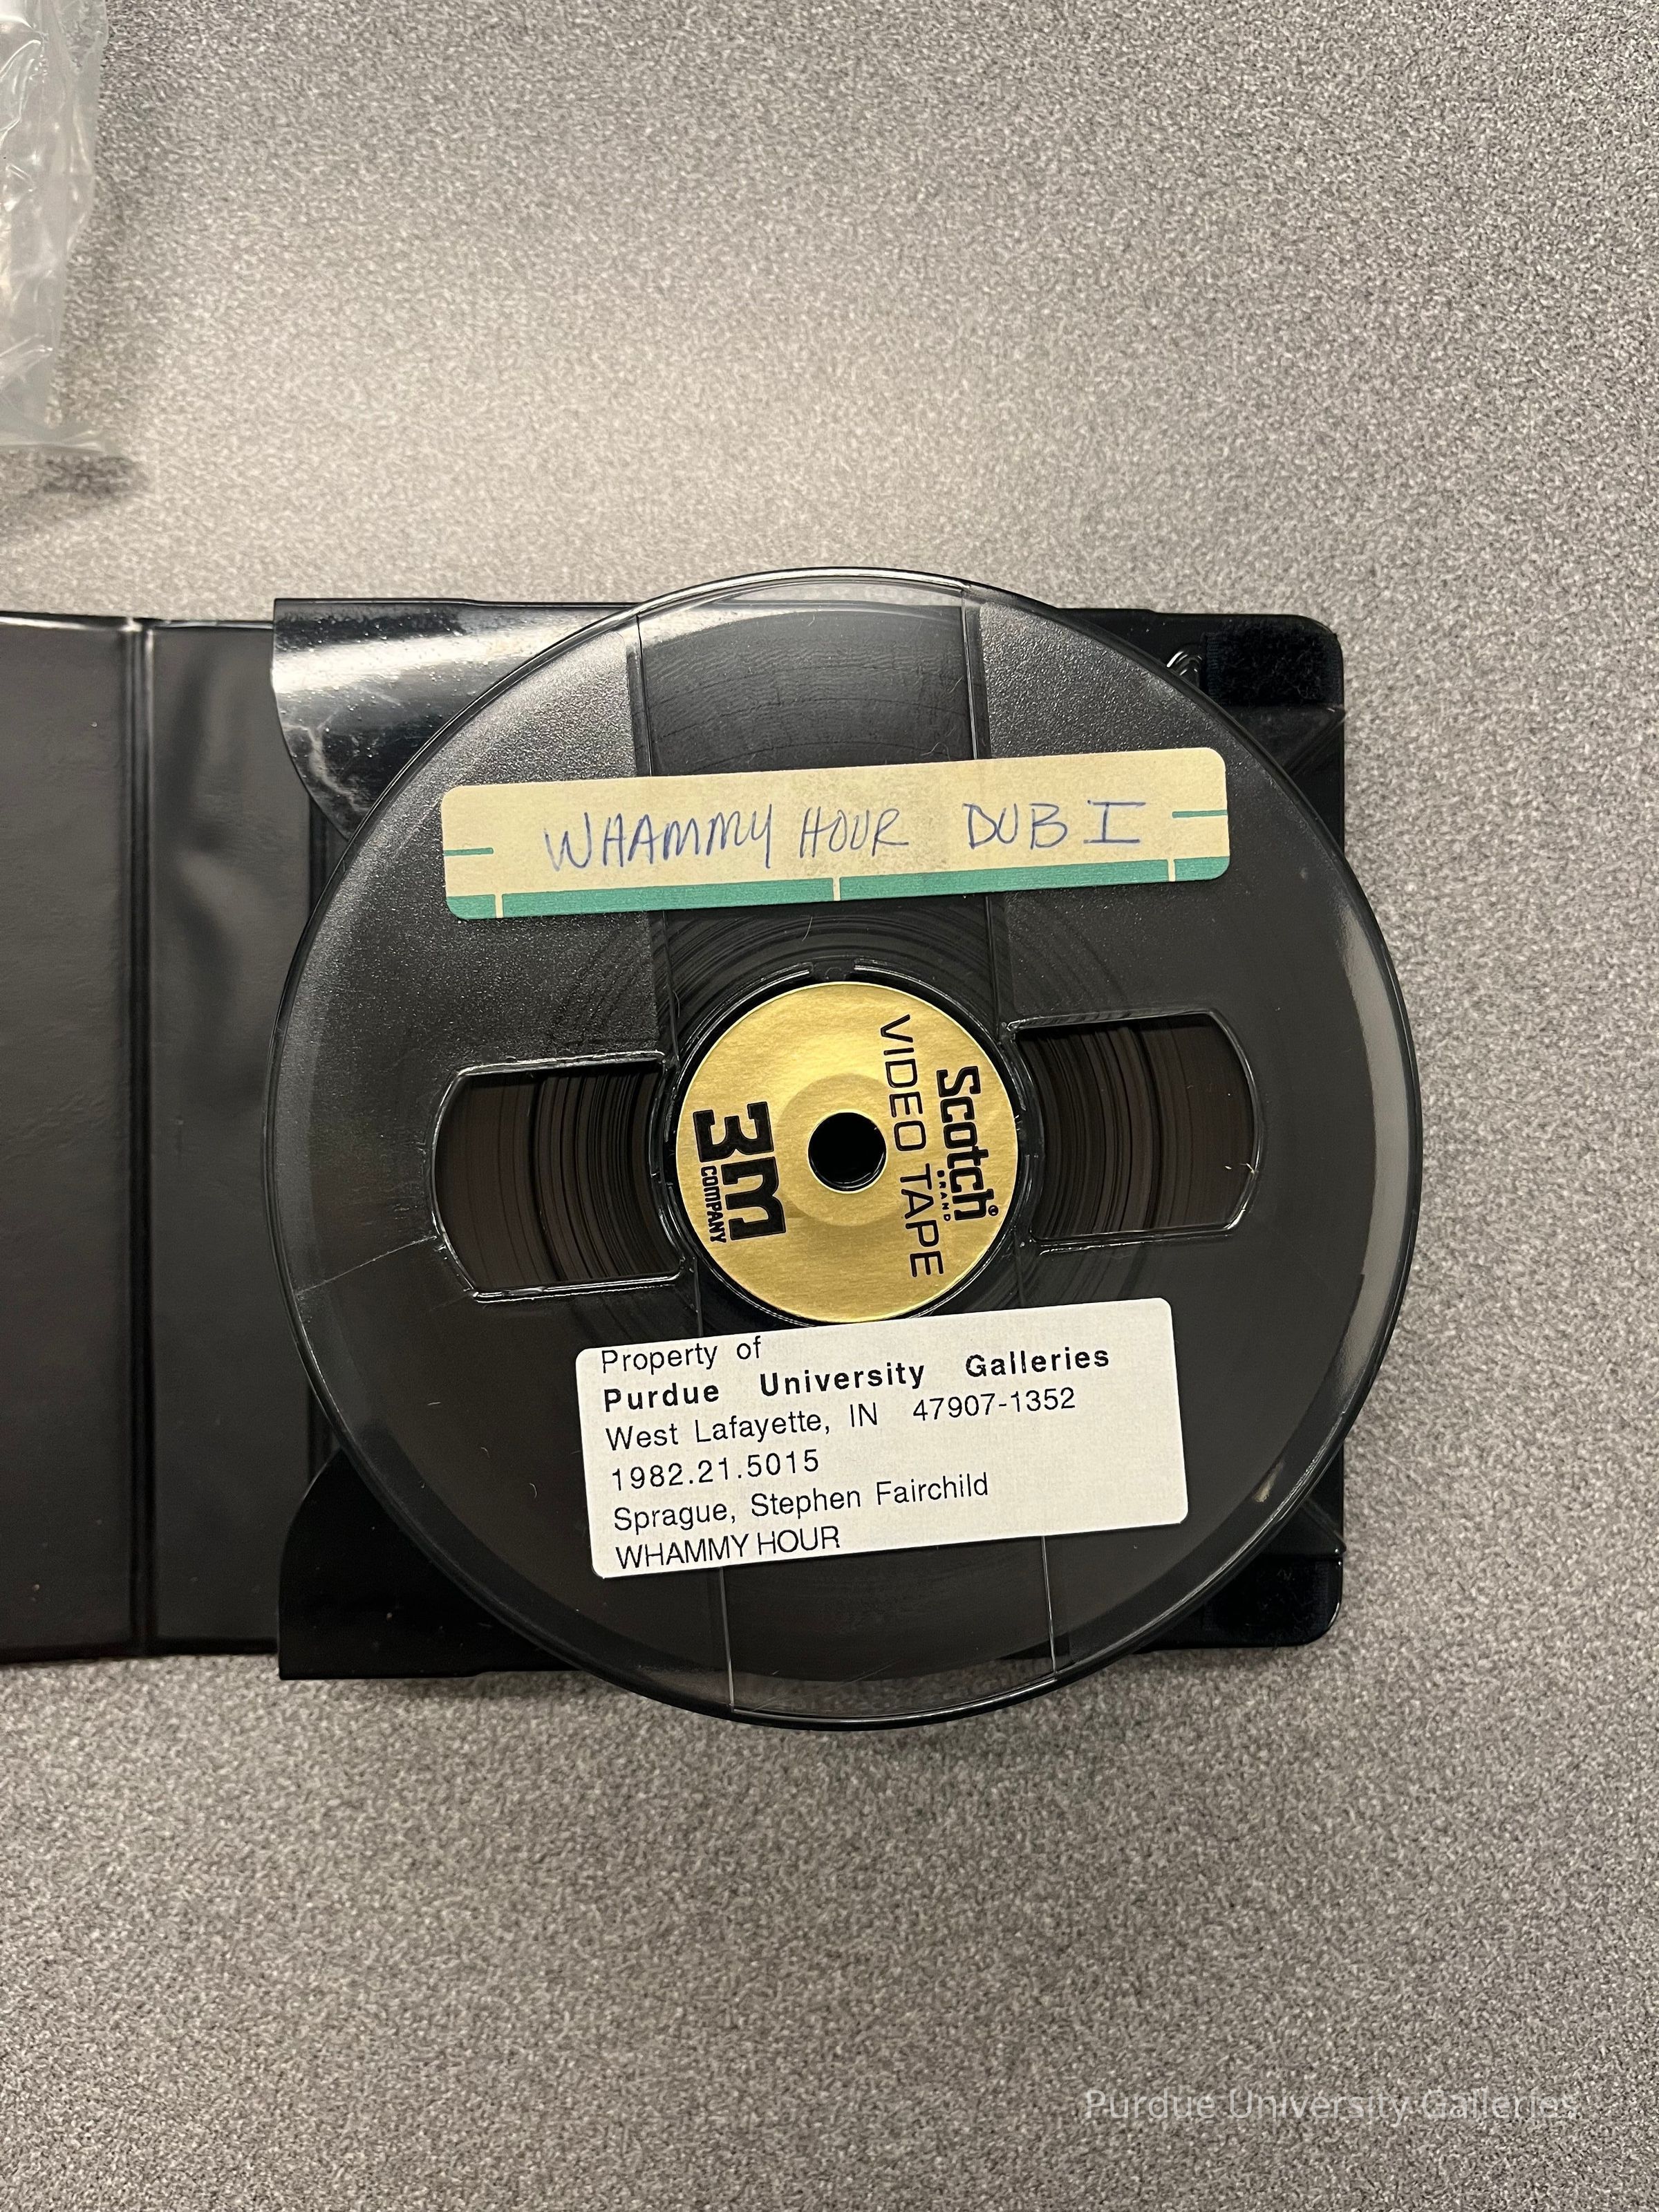 WHAMMY HOUR DUB I
Scotch®
BRAND
VIDEO TAPE
3M
COMPANY
Property of
Purdue University Galleries
West Lafayette, IN 47907-1352
1982.21.5015
Sprague, Stephen Fairchild
WHAMMY HOUR
Purdue University Galleries